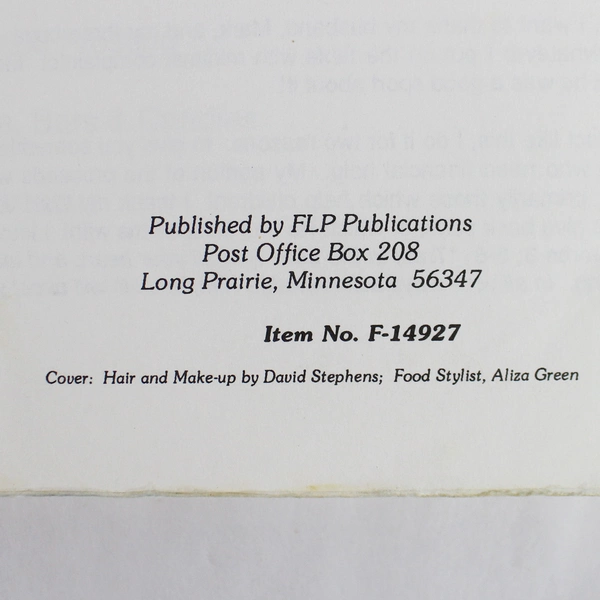 Published by FLP Publications
Post Office Box 208
Long Prairie, Minnesota 56347
Item No. F-14927
Cover: Hair and Make-up by David Stephens; Food Stylist, Aliza Green